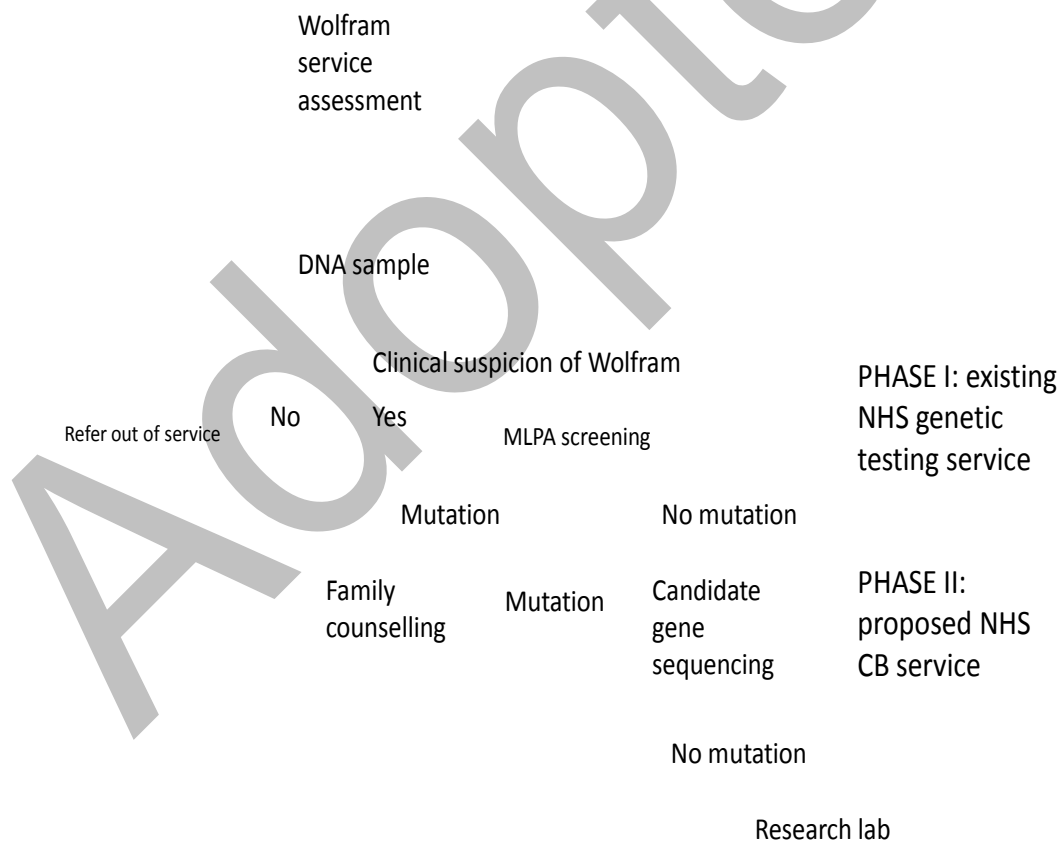 Wolfram
service
assessment
DNA sample
Clinical suspicion of Wolfram
No
Yes
Refer out of service
MLPA screening
PHASE I: existing
NHS genetic
testing service
Mutation
No mutation
Family
counselling
Mutation
Candidate
gene
sequencing
PHASE II:
proposed NHS
CB service
No mutation
Research lab